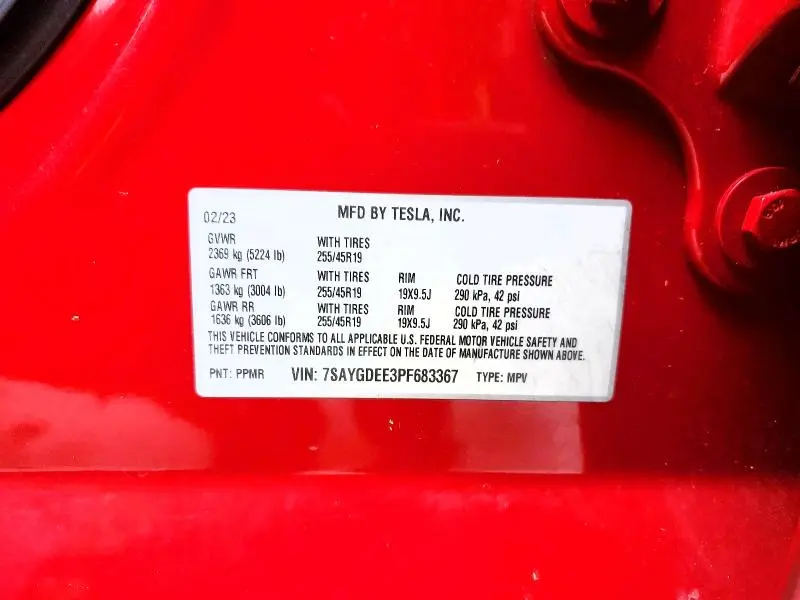 02/23 MFD BY TESLA, INC.
GVWR WITH TIRES
2369 kg (5224 lb) 255/45R19
GAWR FRT WITH TIRES RIM COLD TIRE PRESSURE
1363 kg (3004 lb) 255/45R19 19X9.5J 290 kPa, 42 psi
GAWR RR WITH TIRES RIM COLD TIRE PRESSURE
1636 kg (3606 lb) 255/45R19 19X9.5J 290 kPa, 42 psi
THIS VEHICLE CONFORMS TO ALL APPLICABLE U.S. FEDERAL MOTOR VEHICLE SAFETY AND
THEFT PREVENTION STANDARDS IN EFFECT ON THE DATE OF MANUFACTURE SHOWN ABOVE.
PNT: PPMR VIN: 7SAYGDEE3PF683367 TYPE: MPV